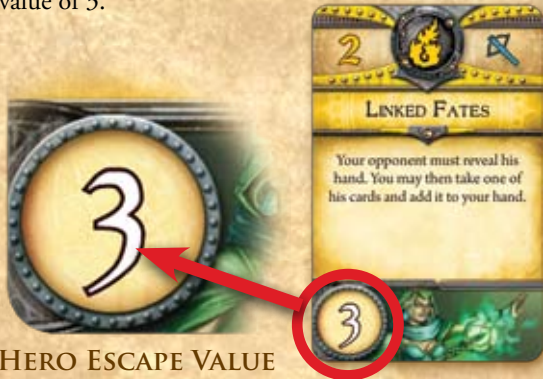 value of 3.
2
LINKED FATES
Your opponent must reveal his
hand. You may then take one of
his cards and add it to your hand.
3
3
HERO ESCAPE VALUE